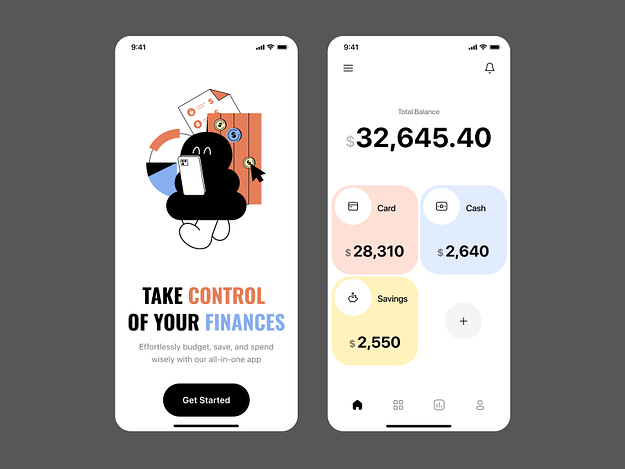 9:41
TAKE CONTROL
OF YOUR FINANCES
Effortlessly budget, save, and spend
wisely with our all-in-one app
Get Started
9:41
Total Balance
$32,645.40
Card
$28,310
Cash
$2,640
Savings
$2,550